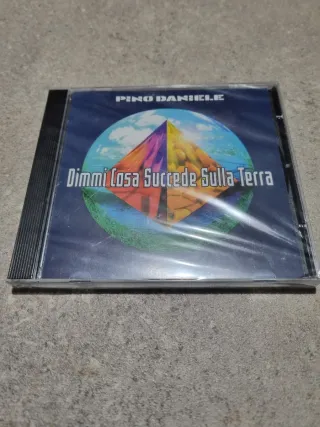 PINO DANIELE
Dimmi Cosa Succede Sulla Terra